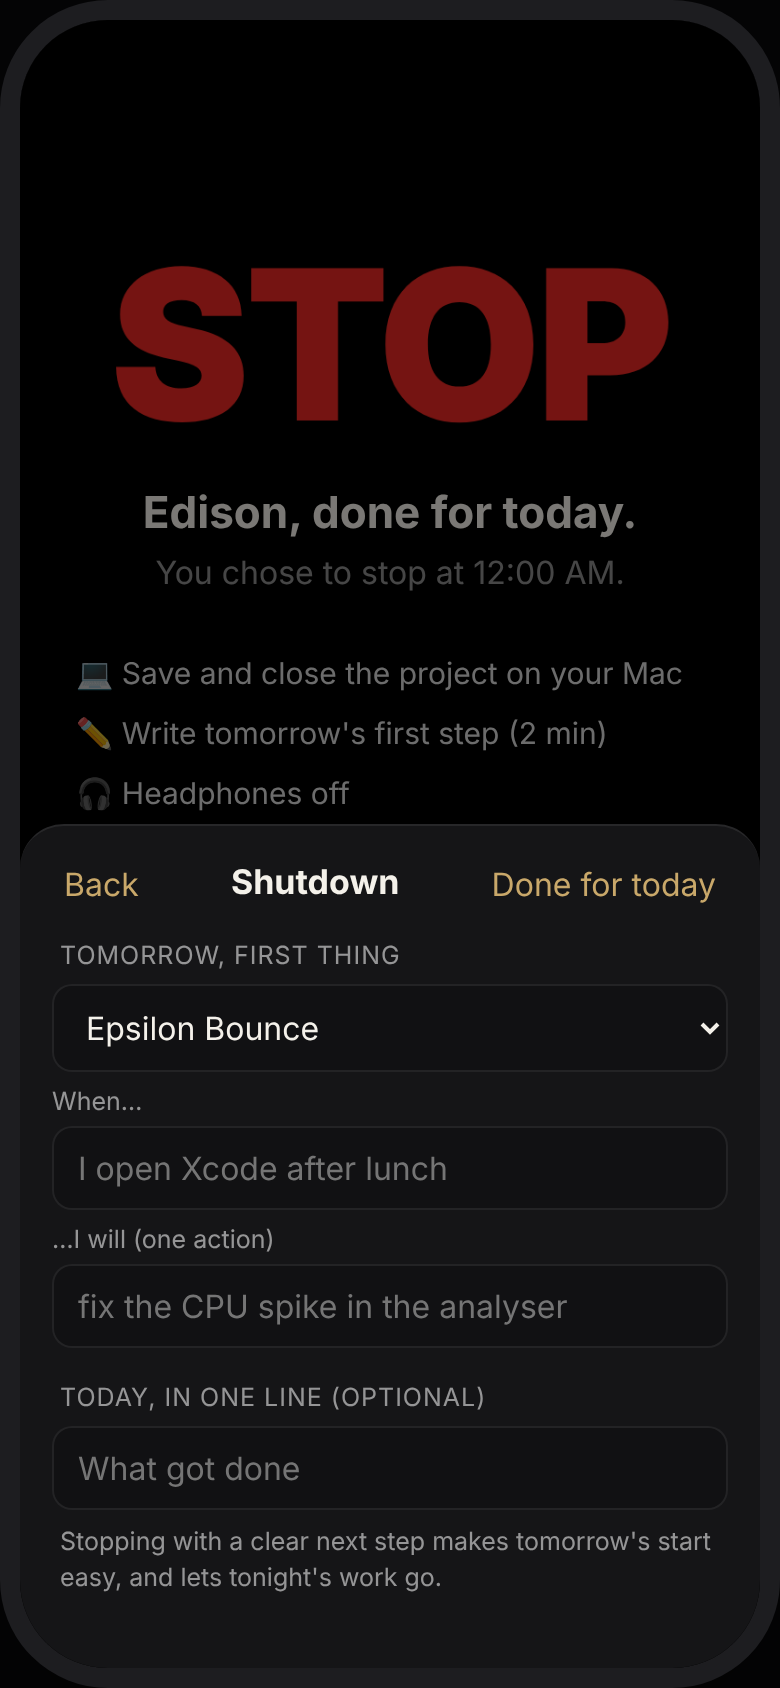 STOP
Edison, done for today.
You chose to stop at 12:00 AM.
💻 Save and close the project on your Mac
✏️ Write tomorrow's first step (2 min)
🎧 Headphones off
Back Shutdown Done for today
TOMORROW, FIRST THING
Epsilon Bounce
When...
I open Xcode after lunch
...I will (one action)
fix the CPU spike in the analyser
TODAY, IN ONE LINE (OPTIONAL)
What got done
Stopping with a clear next step makes tomorrow's start
easy, and lets tonight's work go.